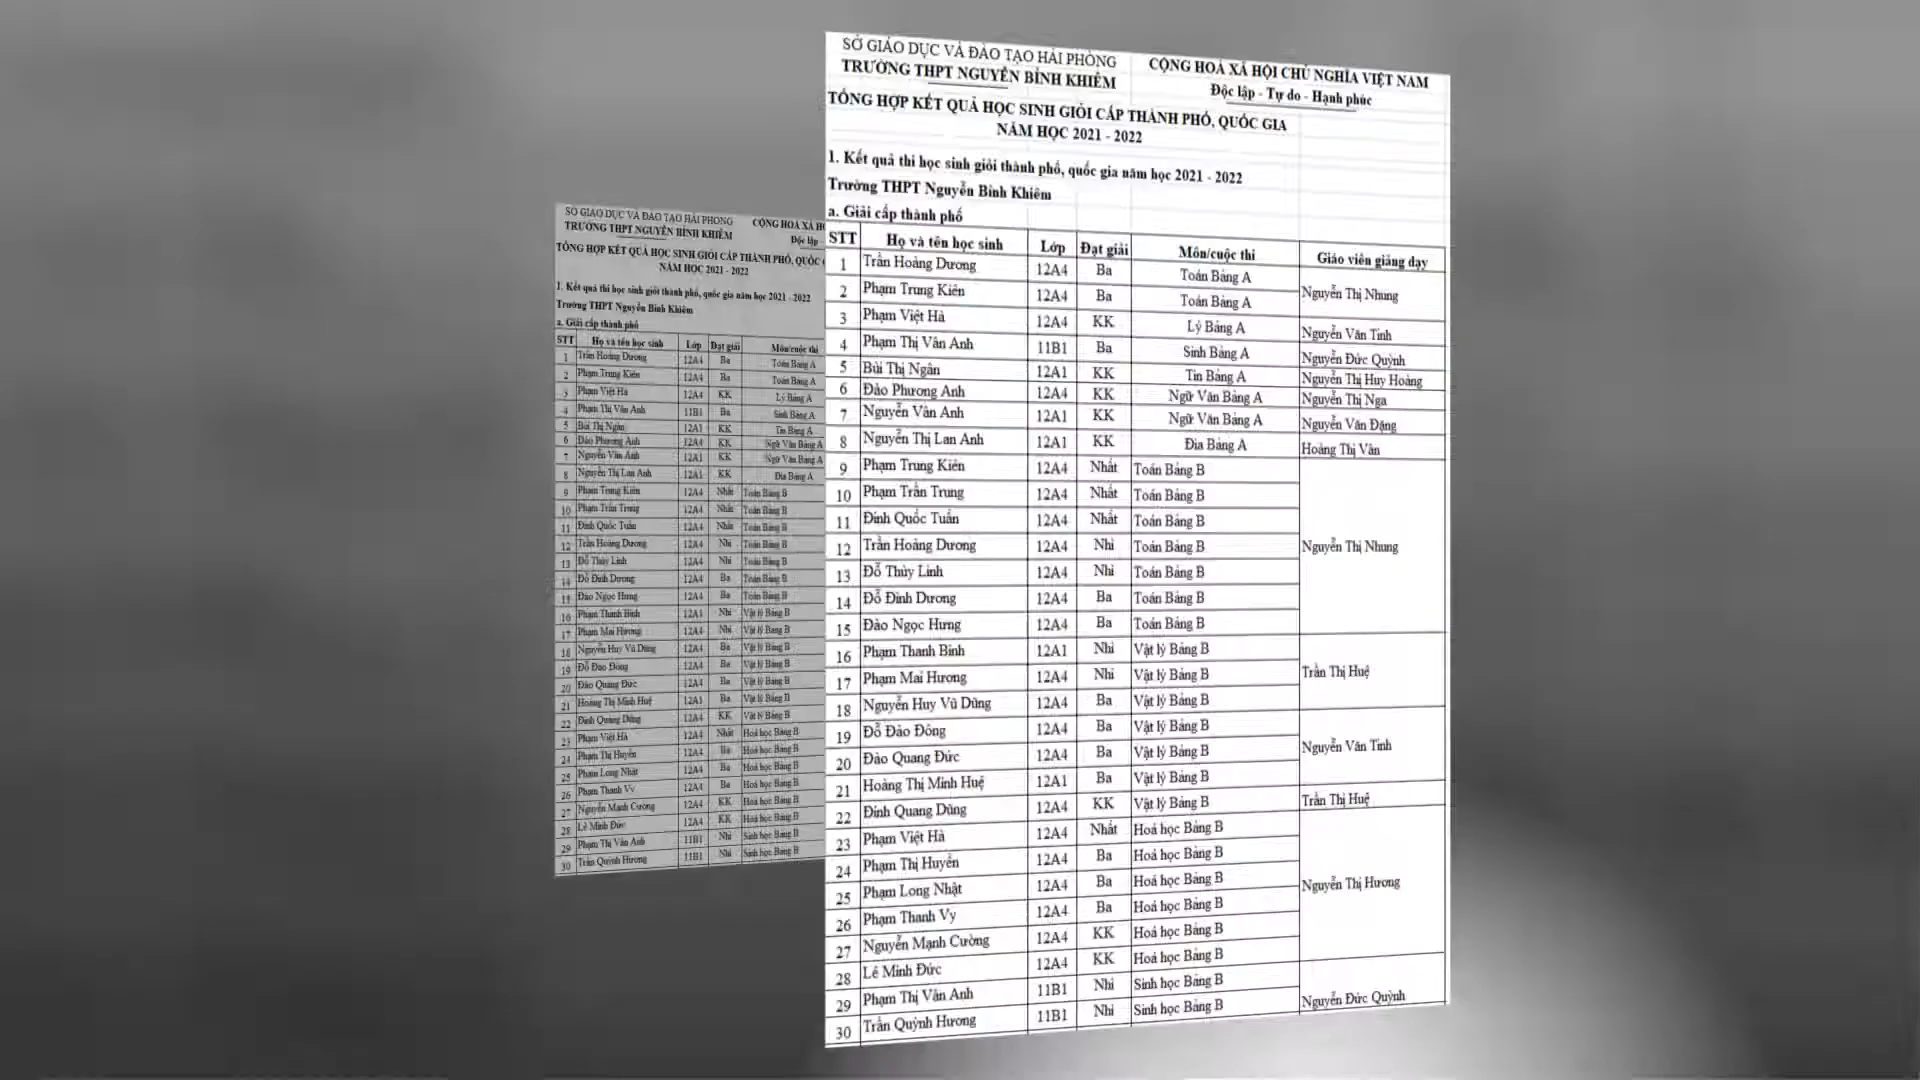 SỞ GIÁO DỤC VÀ ĐÀO TẠO HẢI PHÒNG
TRƯỜNG THPT NGUYỄN BỈNH KHIÊM
CỘNG HOÀ XÃ HỘI CHỦ NGHĨA VIỆT NAM
Độc lập - Tự do - Hạnh phúc
TỔNG HỢP KẾT QUẢ HỌC SINH GIỎI CẤP THÀNH PHỐ, QUỐC GIA
NĂM HỌC 2021 - 2022
1. Kết quả thi học sinh giỏi thành phố, quốc gia năm học 2021 - 2022
Trường THPT Nguyễn Bỉnh Khiêm
a. Giải cấp thành phố
STT Họ và tên học sinh Lớp Đạt giải Môn/cuộc thi Giáo viên giảng dạy
1 Trần Hoàng Dương 12A4 Ba Toán Bảng A Nguyễn Thị Nhung
2 Phạm Trung Kiên 12A4 Ba Toán Bảng A
3 Phạm Việt Hà 12A4 KK Lý Bảng A Nguyễn Văn Tình
4 Phạm Thị Vân Anh 11B1 Ba Sinh Bảng A Nguyễn Đức Quỳnh
5 Bùi Thị Ngân 12A1 KK Tin Bảng A Nguyễn Thị Huy Hoàng
6 Đào Phương Anh 12A4 KK Ngữ Văn Bảng A Nguyễn Thị Nga
7 Nguyễn Vân Anh 12A1 KK Ngữ Văn Bảng A Nguyễn Văn Đặng
8 Nguyễn Thị Lan Anh 12A1 KK Địa Bảng A Hoàng Thị Vân
9 Phạm Trung Kiên 12A4 Nhất Toán Bảng B
10 Phạm Trần Trung 12A4 Nhất Toán Bảng B
11 Đinh Quốc Tuấn 12A4 Nhất Toán Bảng B
12 Trần Hoàng Dương 12A4 Nhì Toán Bảng B Nguyễn Thị Nhung
13 Đỗ Thùy Linh 12A4 Nhì Toán Bảng B
14 Đỗ Đình Dương 12A4 Ba Toán Bảng B
15 Đào Ngọc Hưng 12A4 Ba Toán Bảng B
16 Phạm Thanh Bình 12A1 Nhì Vật lý Bảng B Trần Thị Huệ
17 Phạm Mai Hương 12A4 Nhì Vật lý Bảng B
18 Nguyễn Huy Vũ Dũng 12A4 Ba Vật lý Bảng B
19 Đỗ Đào Đông 12A4 Ba Vật lý Bảng B Nguyễn Văn Tình
20 Đào Quang Đức 12A4 Ba Vật lý Bảng B
21 Hoàng Thị Minh Huệ 12A1 Ba Vật lý Bảng B
22 Đinh Quang Dũng 12A4 KK Vật lý Bảng B Trần Thị Huệ
23 Phạm Việt Hà 12A4 Nhất Hoá học Bảng B
24 Phạm Thị Huyền 12A4 Ba Hoá học Bảng B
25 Phạm Long Nhật 12A4 Ba Hoá học Bảng B Nguyễn Thị Hương
26 Phạm Thanh Vy 12A4 Ba Hoá học Bảng B
27 Nguyễn Mạnh Cường 12A4 KK Hoá học Bảng B
28 Lê Minh Đức 12A4 KK Hoá học Bảng B
29 Phạm Thị Vân Anh 11B1 Nhì Sinh học Bảng B Nguyễn Đức Quỳnh
30 Trần Quỳnh Hương 11B1 Nhì Sinh học Bảng B